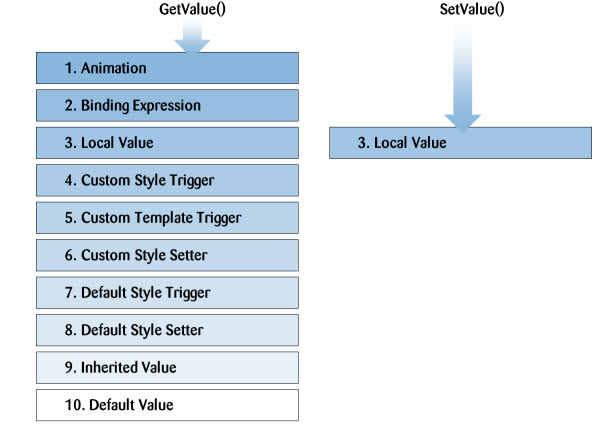 GetValue()
SetValue()
1. Animation
2. Binding Expression
3. Local Value
3. Local Value
4. Custom Style Trigger
5. Custom Template Trigger
6. Custom Style Setter
7. Default Style Trigger
8. Default Style Setter
9. Inherited Value
10. Default Value